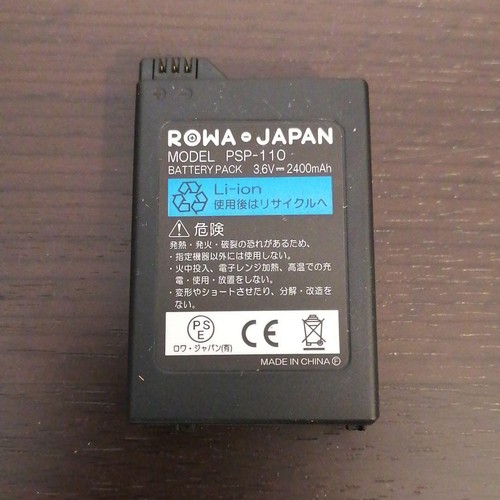 ROWA・JAPAN
MODEL PSP-110
BATTERY PACK 3.6V⎓2400mAh
Li-ion
使用後はリサイクルへ
危険
発熱・発火・破裂の恐れがあるため、
・指定機器以外には使用しない。
・火中投入、電子レンジ加熱、高温での充
電・使用・放置をしない。
・変形やショートさせたり、分解・改造を
ない。
PSE CE
ロワ・ジャパン(有)
MADE IN CHINA Ⓔ